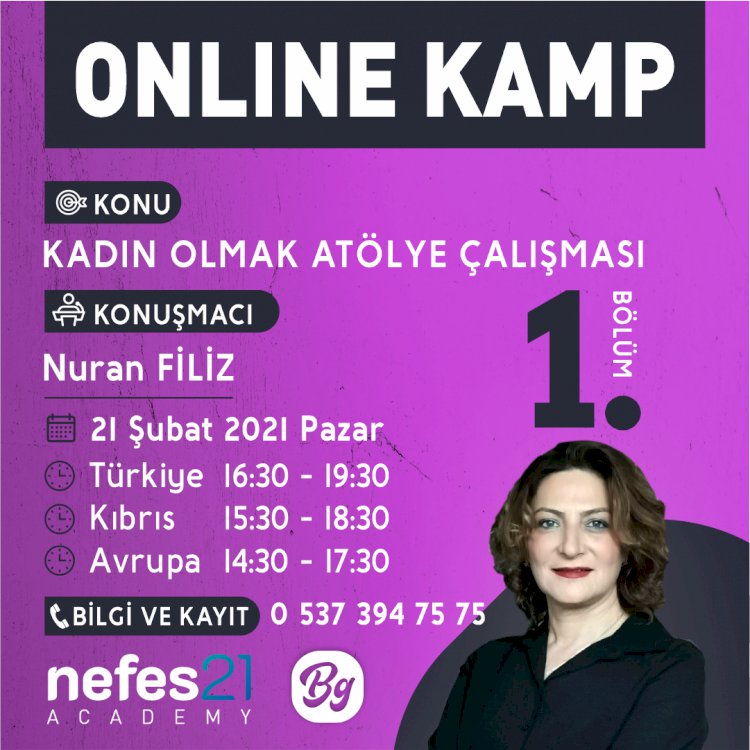 ONLINE KAMP
KONU
KADIN OLMAK ATÖLYE ÇALIŞMASI
KONUŞMACI
Nuran FİLİZ
1. BÖLÜM
21 Şubat 2021 Pazar
Türkiye 16:30 - 19:30
Kıbrıs 15:30 - 18:30
Avrupa 14:30 - 17:30
BİLGİ VE KAYIT 0 537 394 75 75
nefes21
ACADEMY
Bg